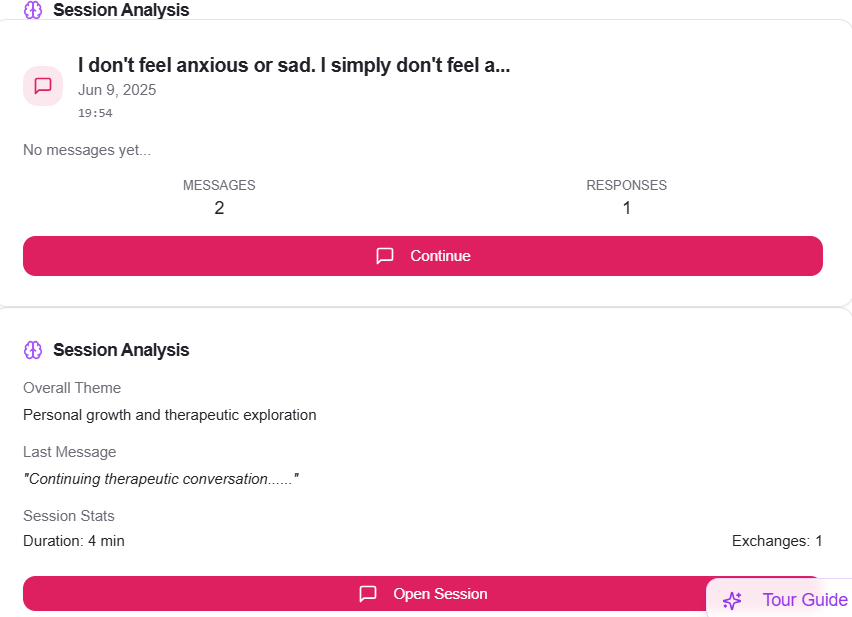 Session Analysis
I don't feel anxious or sad. I simply don't feel a...
Jun 9, 2025
19:54
No messages yet...
MESSAGES
2
RESPONSES
1
Continue
Session Analysis
Overall Theme
Personal growth and therapeutic exploration
Last Message
"Continuing therapeutic conversation......"
Session Stats
Duration: 4 min
Exchanges: 1
Open Session
Tour Guide